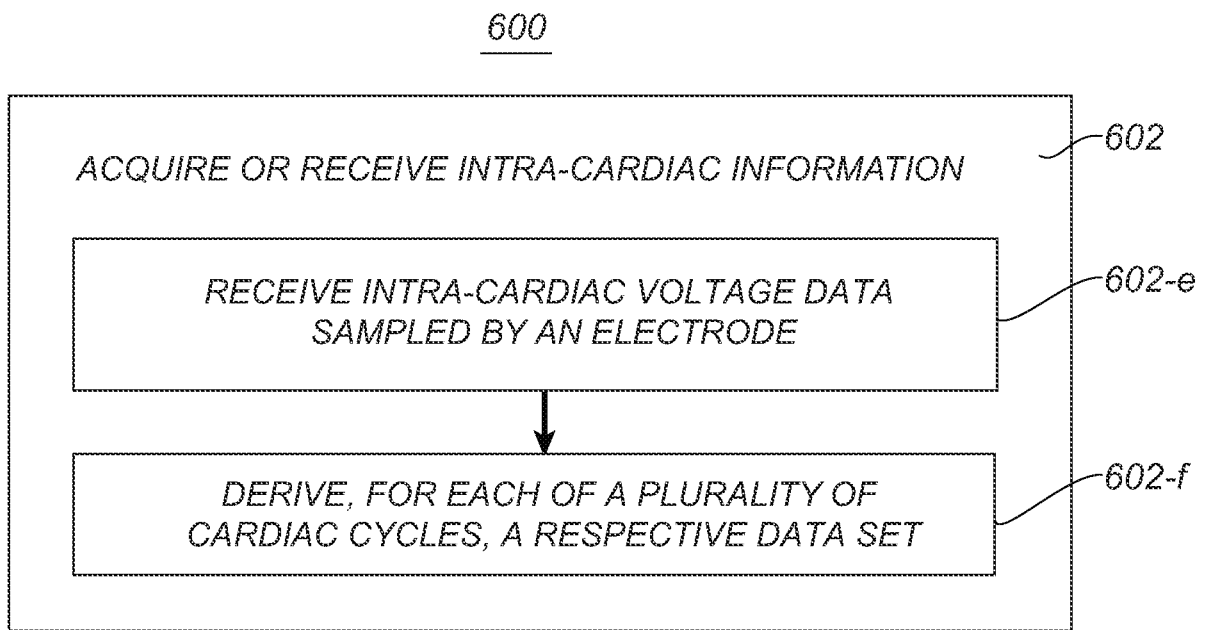 600
602
ACQUIRE OR RECEIVE INTRA-CARDIAC INFORMATION
602-e
RECEIVE INTRA-CARDIAC VOLTAGE DATA
SAMPLED BY AN ELECTRODE
602-f
DERIVE, FOR EACH OF A PLURALITY OF
CARDIAC CYCLES, A RESPECTIVE DATA SET